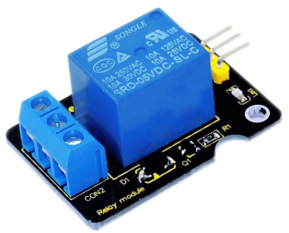 SONGLE
10A 250VAC 10A 125VAC
10A 30VDC 10A 28VDC
SRD-05VDC-SL-C
R1
Q1
D1
CON2
Relay module